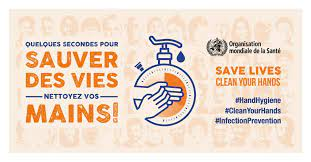 QUELQUES SECONDES POUR
SAUVER
DES VIES
NETTOYEZ VOS
MAINS!
Organisation
mondiale de la Santé
SAVE LIVES
CLEAN YOUR HANDS
#HandHygiene
#CleanYourHands
#InfectionPrevention